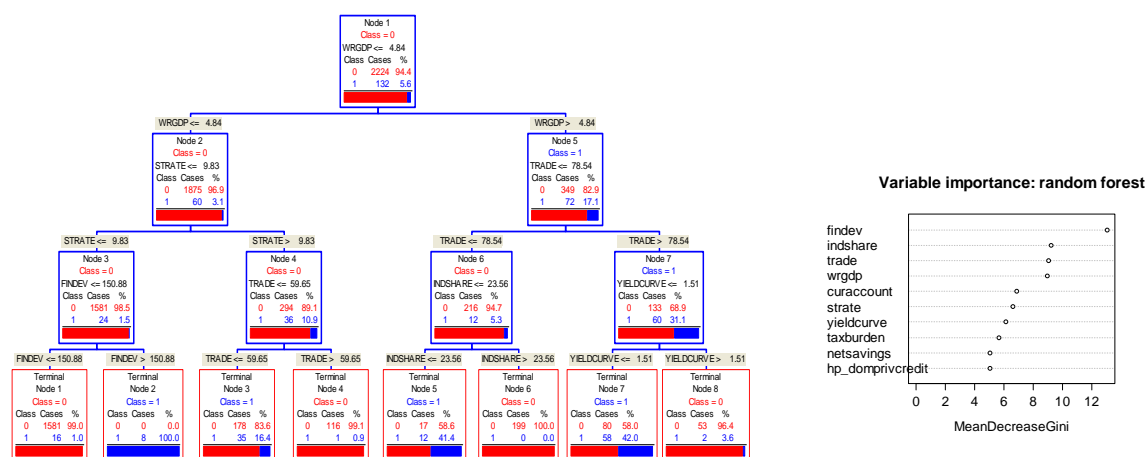 Node 1
Class = 0
WRGDP <= 4.84
Class Cases %
0 2224 94.4
1 132 5.6
WRGDP <= 4.84
WRGDP > 4.84
Node 2
Class = 0
STRATE <= 9.83
Class Cases %
0 1875 96.9
1 60 3.1
Node 5
Class = 1
TRADE <= 78.54
Class Cases %
0 349 82.9
1 72 17.1
STRATE <= 9.83
STRATE > 9.83
TRADE <= 78.54
TRADE > 78.54
Node 3
Class = 0
FINDEV <= 150.88
Class Cases %
0 1581 98.5
1 24 1.5
Node 4
Class = 0
TRADE <= 59.65
Class Cases %
0 294 89.1
1 36 10.9
Node 6
Class = 0
INDSHARE <= 23.56
Class Cases %
0 216 94.7
1 12 5.3
Node 7
Class = 1
YIELDCURVE <= 1.51
Class Cases %
0 133 68.9
1 60 31.1
FINDEV <= 150.88
FINDEV > 150.88
TRADE <= 59.65
TRADE > 59.65
INDSHARE <= 23.56
INDSHARE > 23.56
YIELDCURVE <= 1.51
YIELDCURVE > 1.51
Terminal
Node 1
Class = 0
Class Cases %
0 1581 99.0
1 16 1.0
Terminal
Node 2
Class = 1
Class Cases %
0 0 0.0
1 8 100.0
Terminal
Node 3
Class = 1
Class Cases %
0 178 83.6
1 35 16.4
Terminal
Node 4
Class = 0
Class Cases %
0 116 99.1
1 1 0.9
Terminal
Node 5
Class = 1
Class Cases %
0 17 58.6
1 12 41.4
Terminal
Node 6
Class = 0
Class Cases %
0 199 100.0
1 0 0.0
Terminal
Node 7
Class = 1
Class Cases %
0 80 58.0
1 58 42.0
Terminal
Node 8
Class = 0
Class Cases %
0 53 96.4
1 2 3.6
Variable importance: random forest
findev
indshare
trade
wrgdp
curaccount
strate
yieldcurve
taxburden
netsavings
hp_domprivcredit
0 2 4 6 8 10 12
MeanDecreaseGini